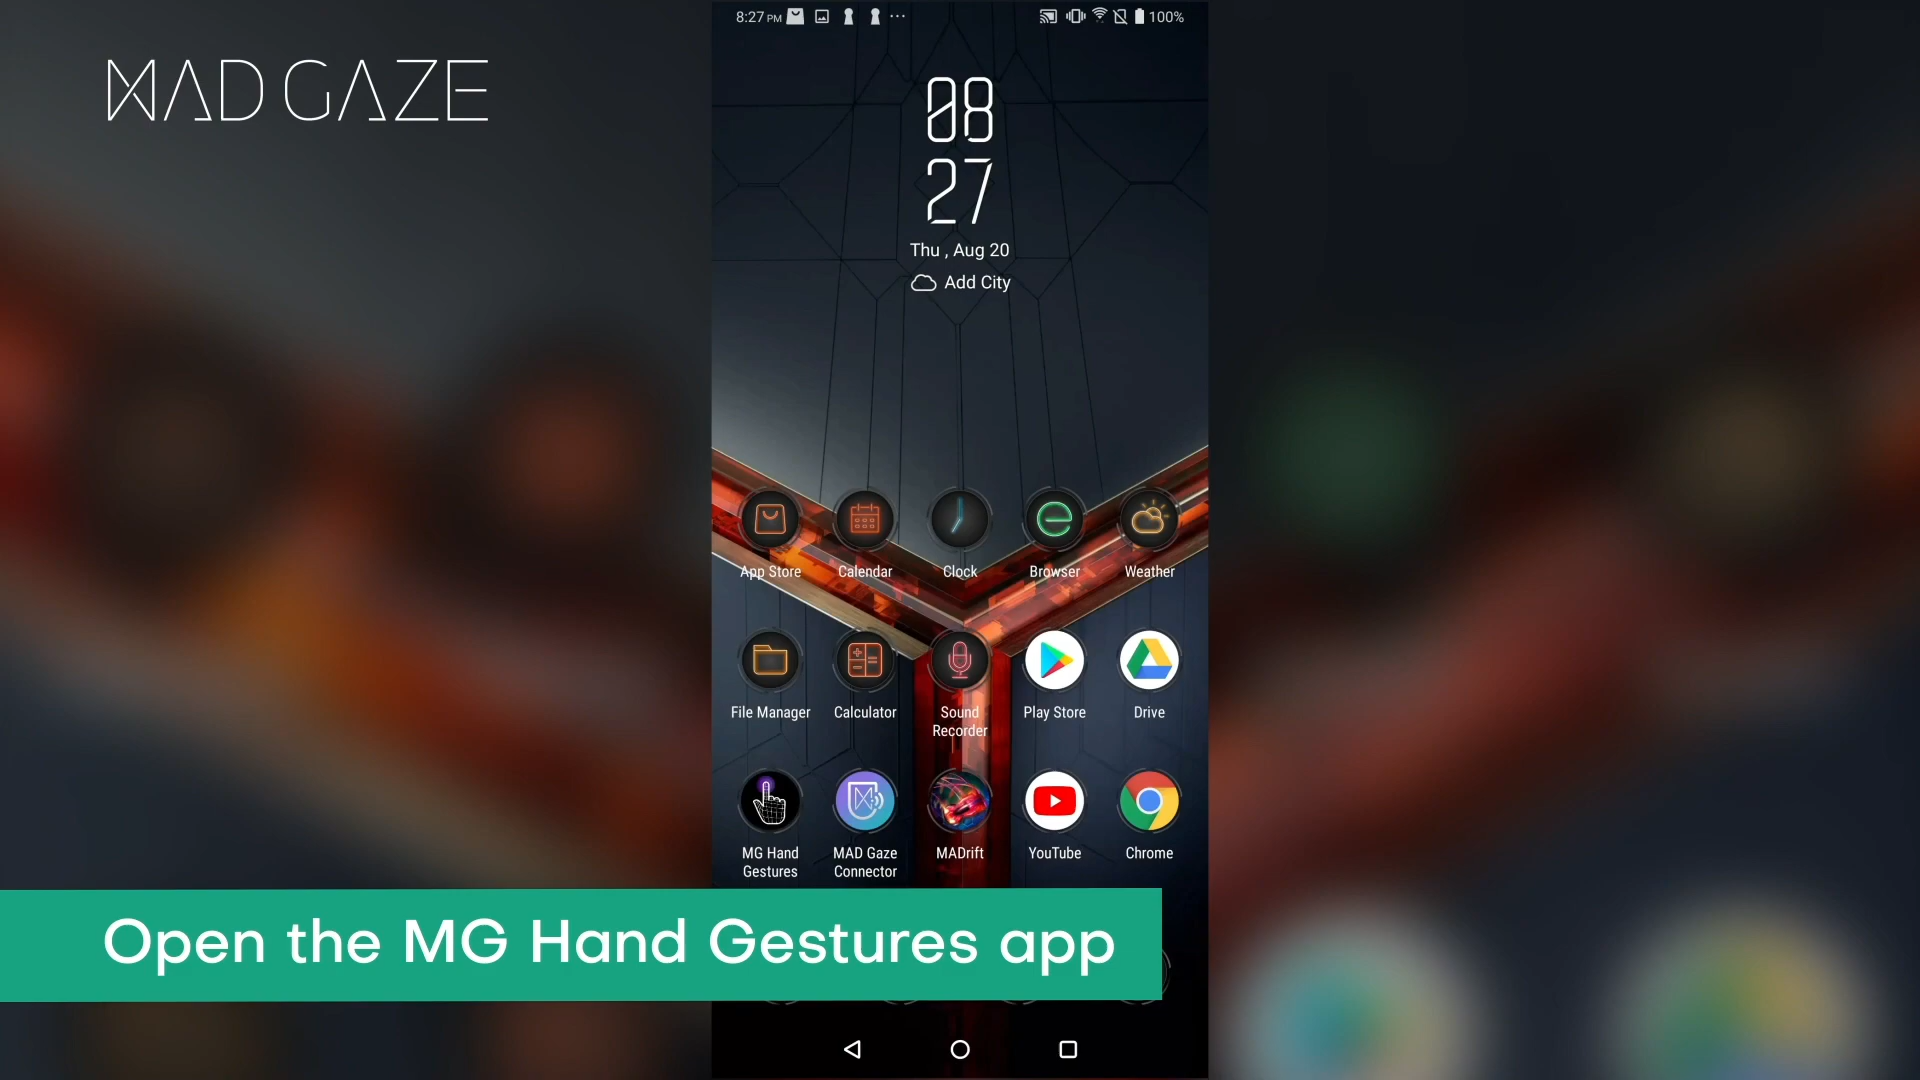 8:27 PM
100%
MAD GAZE
08
27
Thu , Aug 20
Add City
App Store
Calendar
Clock
Browser
Weather
File Manager
Calculator
Sound
Recorder
Play Store
Drive
MG Hand
Gestures
MAD Gaze
Connector
MADrift
YouTube
Chrome
Open the MG Hand Gestures app